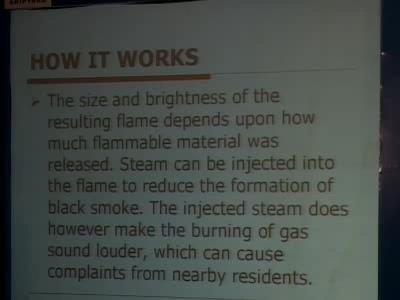 HOW IT WORKS
The size and brightness of the
resulting flame depends upon how
much flammable material was
released. Steam can be injected into
the flame to reduce the formation of
black smoke. The injected steam does
however make the burning of gas
sound louder, which can cause
complaints from nearby residents.